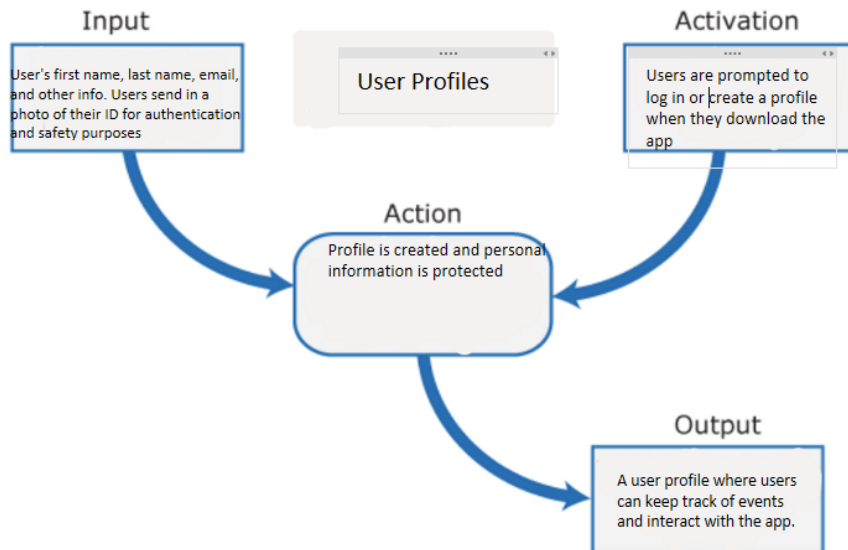 Input
User's first name, last name, email,
and other info. Users send in a
photo of their ID for authentication
and safety purposes
User Profiles
Activation
Users are prompted to
log in or create a profile
when they download the
app
Action
Profile is created and personal
information is protected
Output
A user profile where users
can keep track of events
and interact with the app.